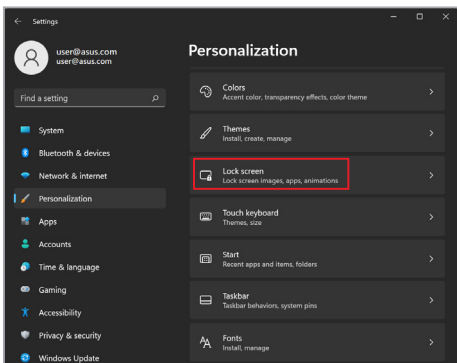 Settings
user@asus.com
user@asus.com
Find a setting
System
Bluetooth & devices
Network & internet
Personalization
Apps
Accounts
Time & language
Gaming
Accessibility
Privacy & security
Windows Update
Personalization
Colors
Accent color, transparency effects, color theme
Themes
Install, create, manage
Lock screen
Lock screen images, apps, animations
Touch keyboard
Themes, size
Start
Recent apps and items, folders
Taskbar
Taskbar behaviors, system pins
Fonts
Install, manage